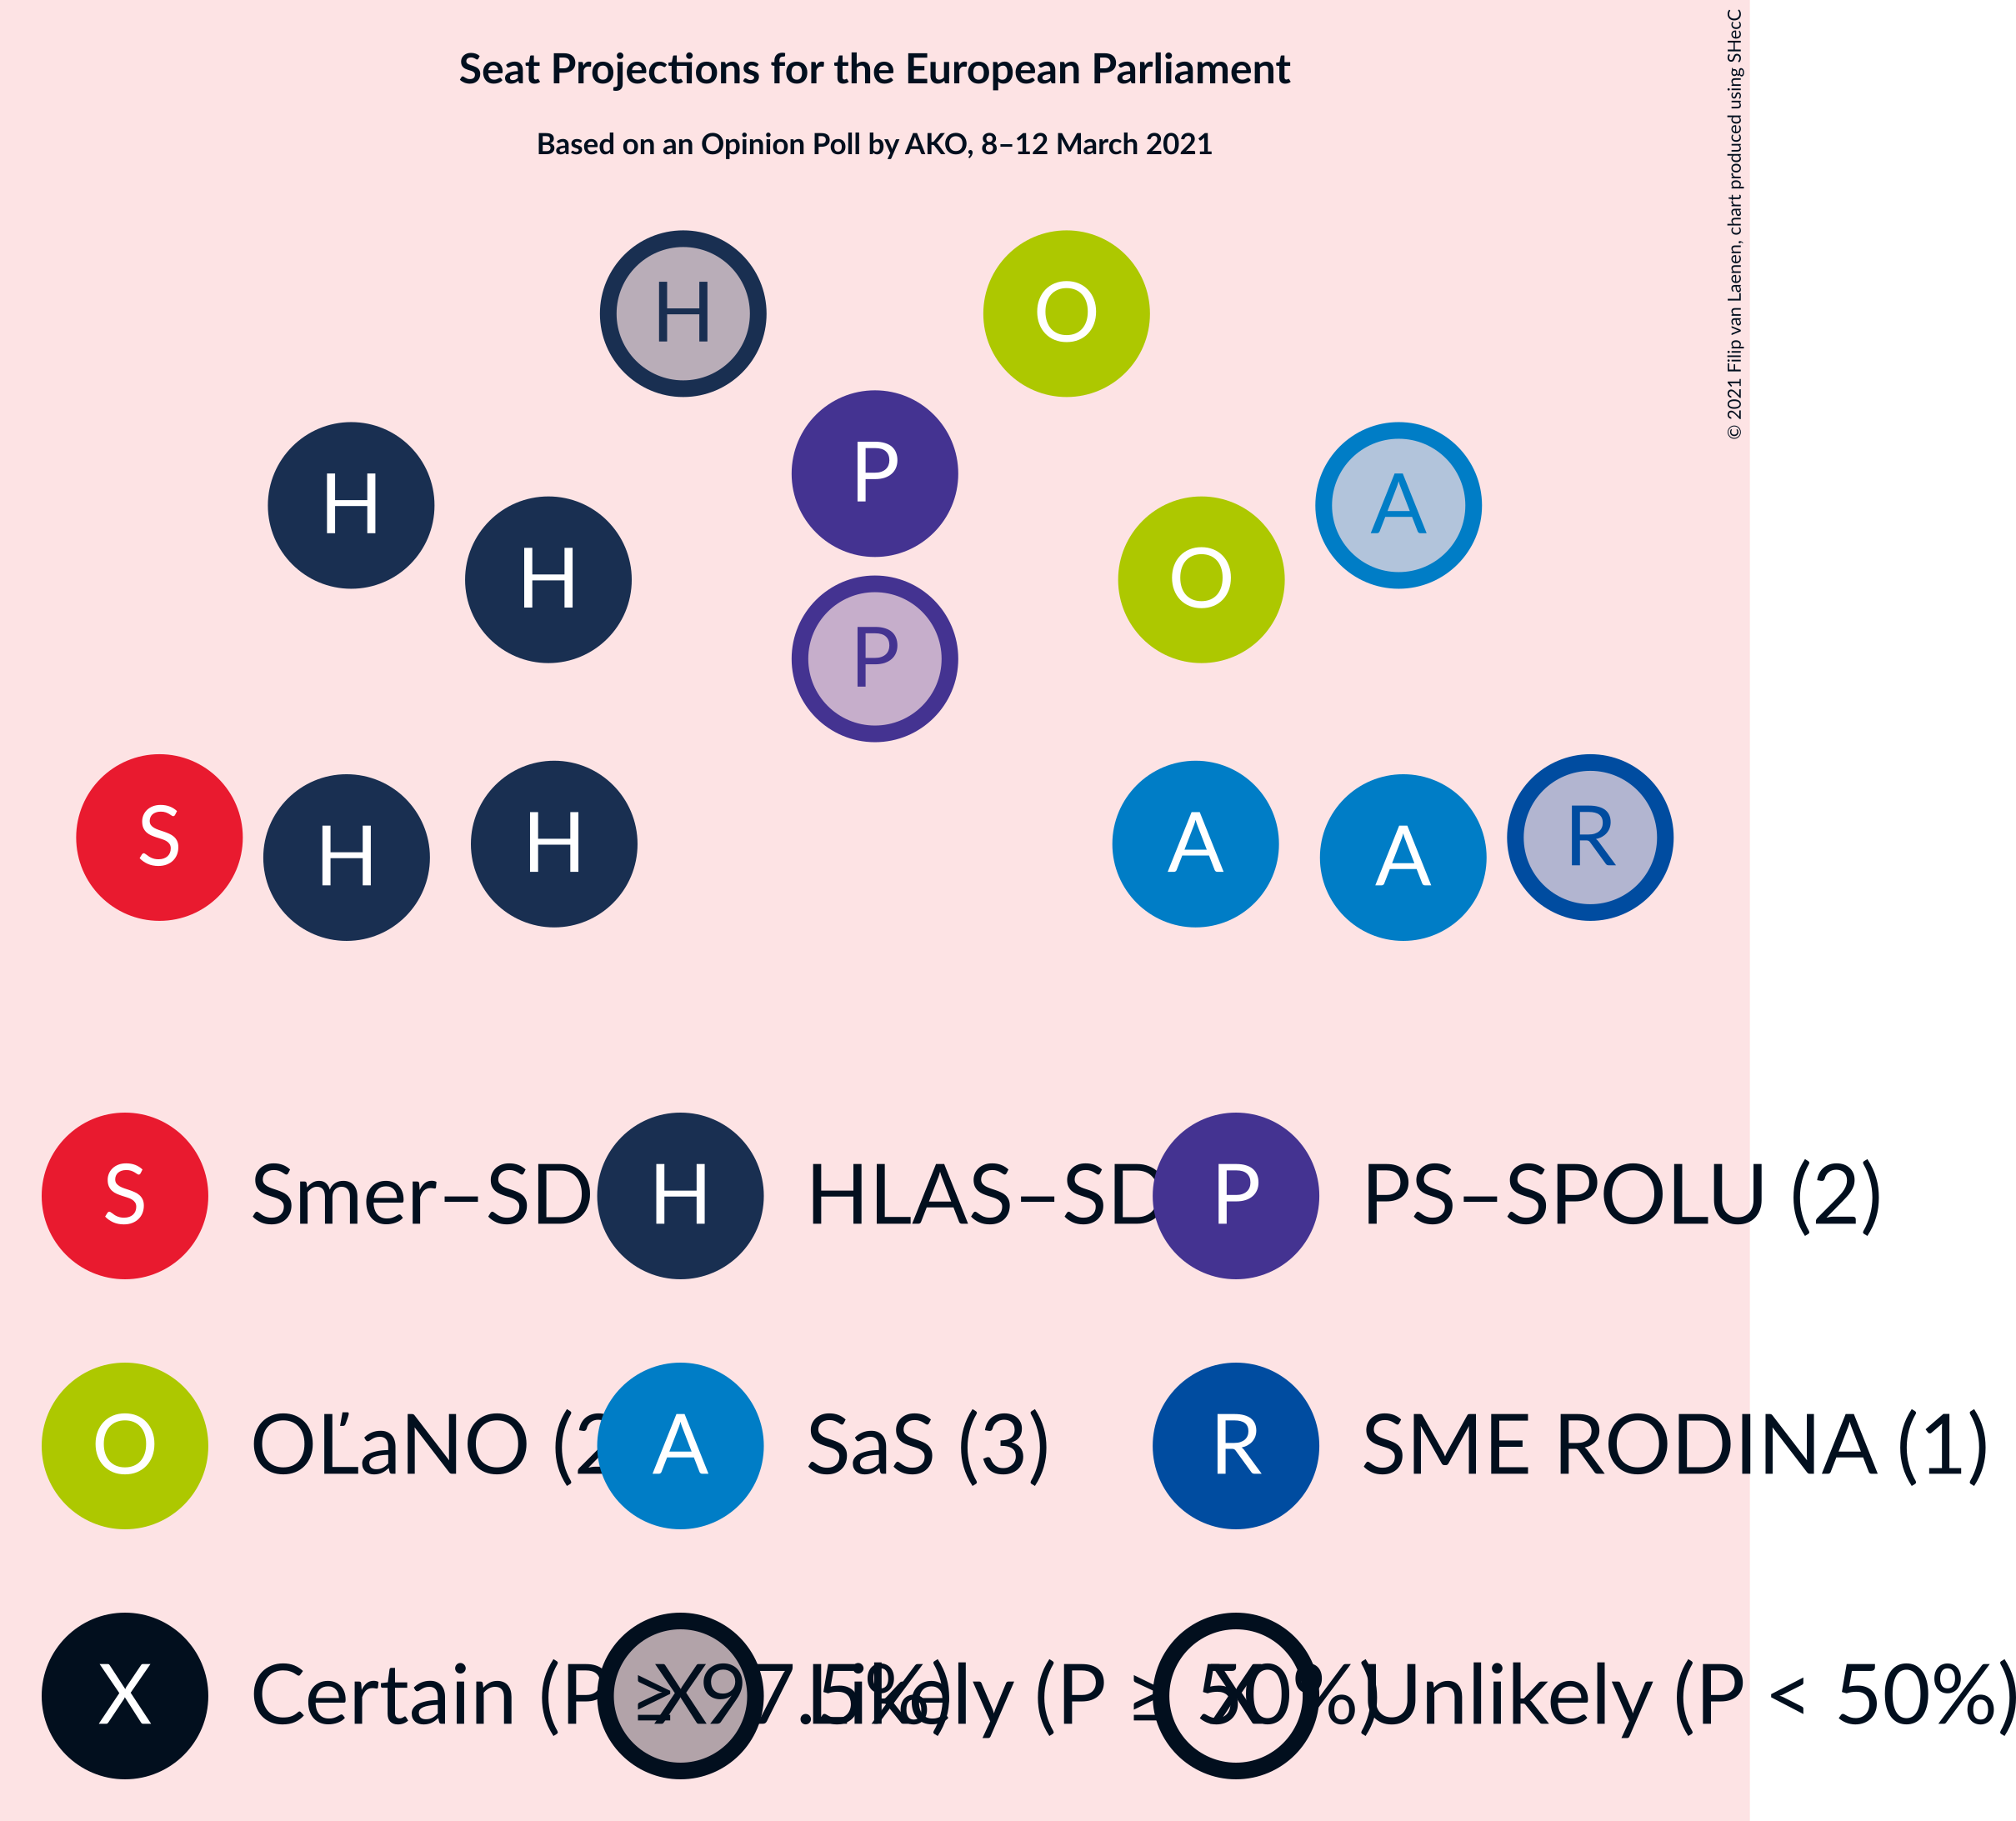 Seat Projections for the European Parliament
Based on an Opinion Poll by AKO, 8–12 March 2021
© 2021 Filip van Laenen, chart produced using SHecC
H O
H P A
H O
P
S H H A A R
S Smer–SD H HLAS–SD P PS–SPOLU (2)
O OĽaNO (2 A SaS (3) R SME RODINA (1)
X Certain (P ≥ 97.5%) X Likely (P ≥ 50%) X Unlikely (P < 50%)